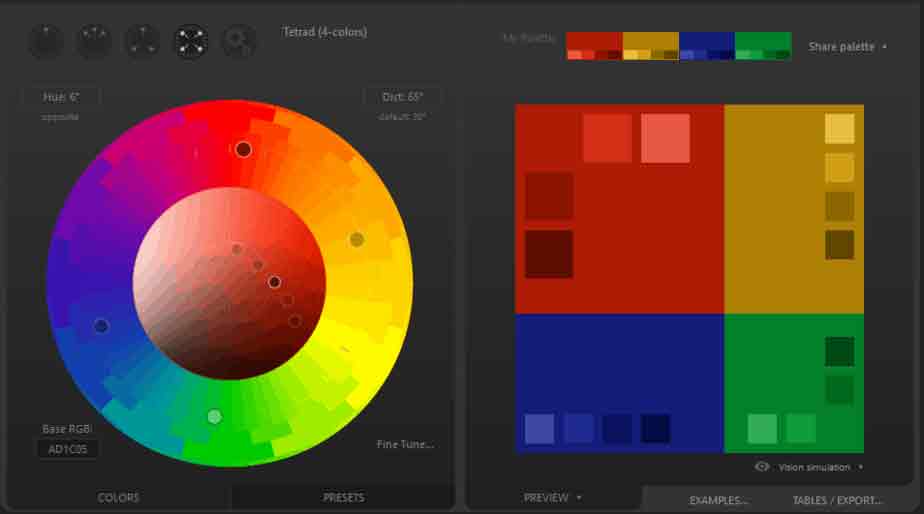 Tetrad (4-colors)
My Palette
Share palette
Hue: 6°
opposite
Dist: 65°
default: 30°
Base RGB:
AD1C05
Fine Tune...
COLORS
PRESETS
Vision simulation
PREVIEW
EXAMPLES...
TABLES / EXPORT...